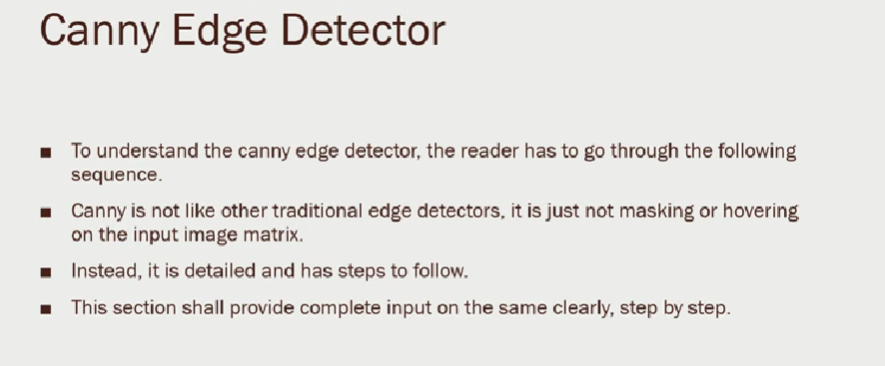 Canny Edge Detector
To understand the canny edge detector, the reader has to go through the following
sequence.
Canny is not like other traditional edge detectors, it is just not masking or hovering
on the input image matrix.
Instead, it is detailed and has steps to follow.
This section shall provide complete input on the same clearly, step by step.